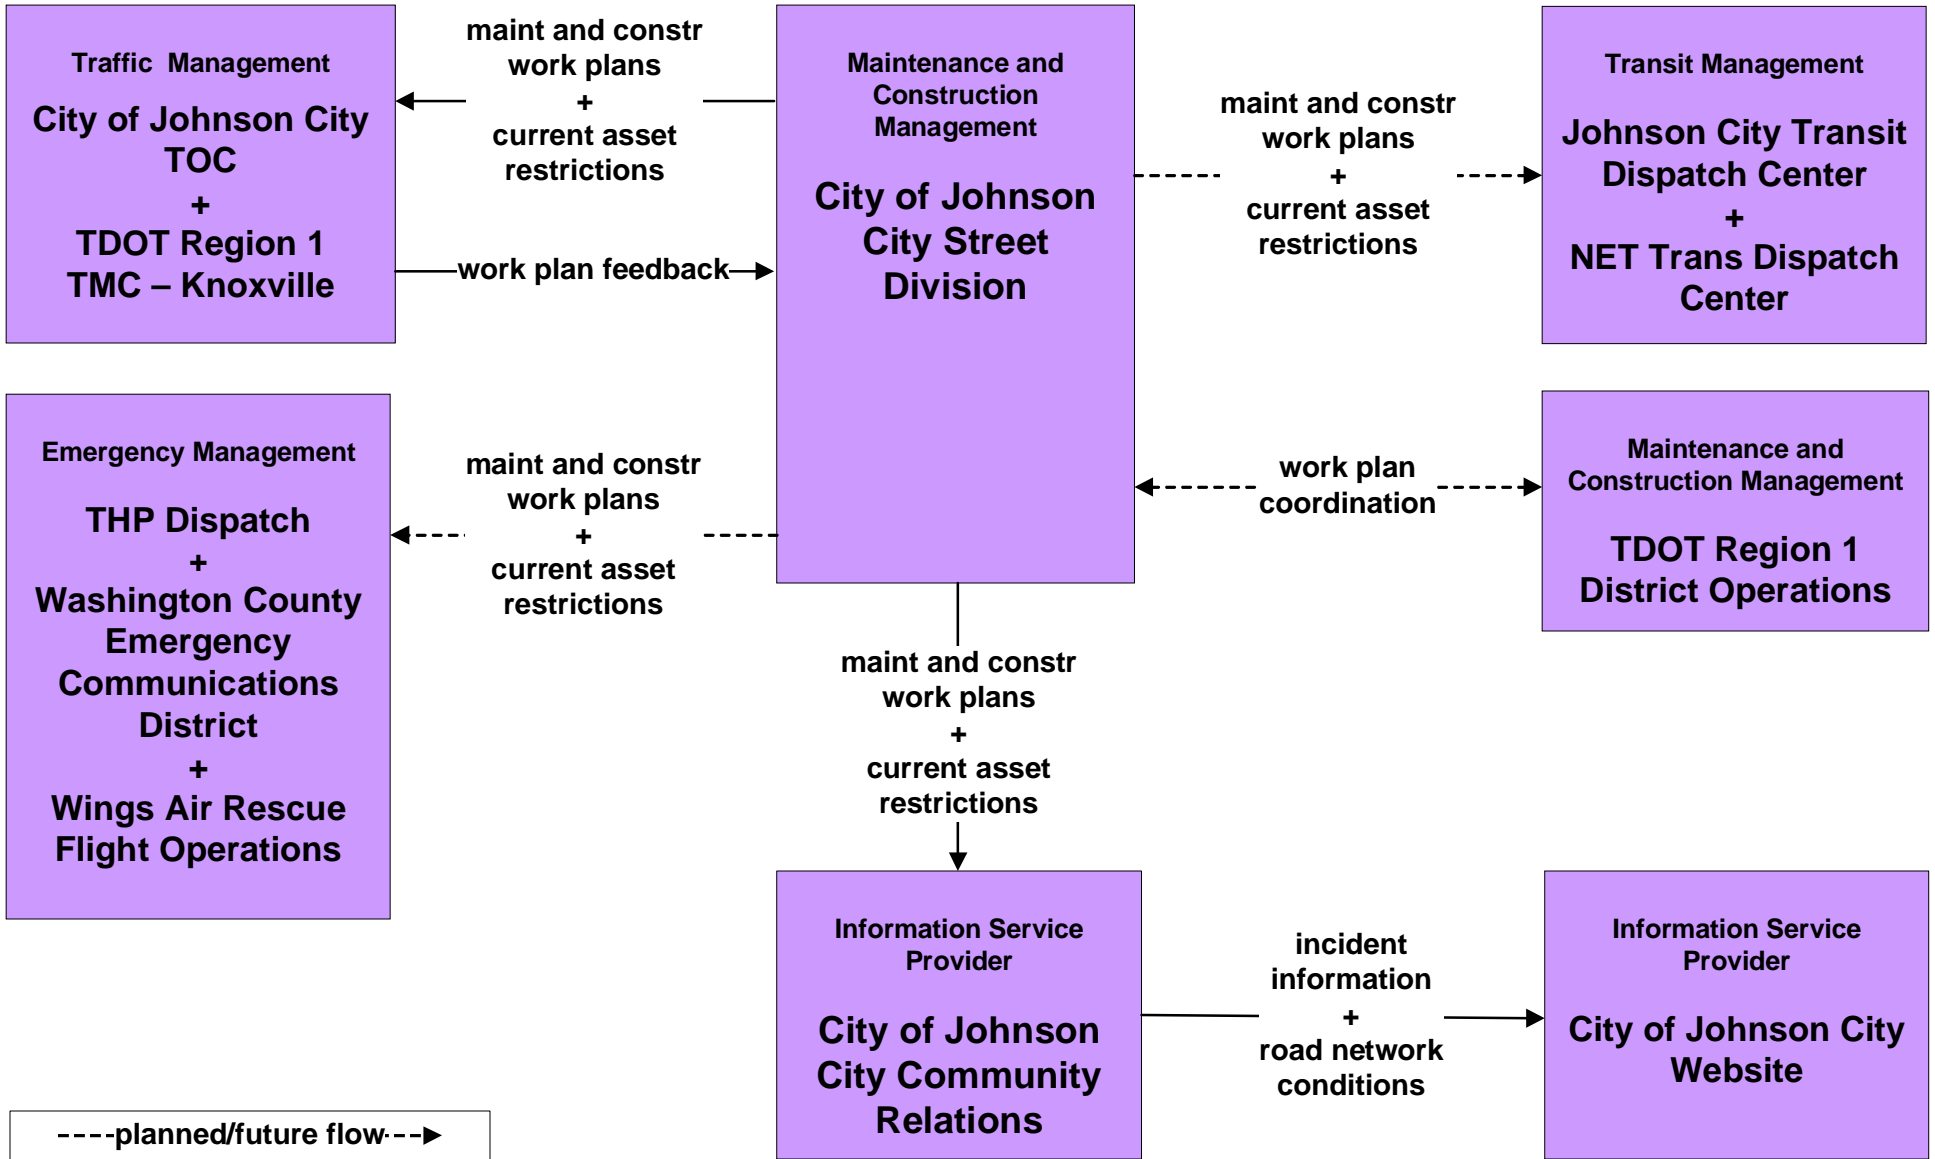 Traffic Management
City of Johnson City
TOC
+
TDOT Region 1
TMC – Knoxville
maint and constr
work plans
+
current asset
restrictions
work plan feedback
Maintenance and
Construction
Management
City of Johnson
City Street
Division
maint and constr
work plans
+
current asset
restrictions
Transit Management
Johnson City Transit
Dispatch Center
+
NET Trans Dispatch
Center
Emergency Management
THP Dispatch
+
Washington County
Emergency
Communications
District
+
Wings Air Rescue
Flight Operations
maint and constr
work plans
+
current asset
restrictions
work plan
coordination
Maintenance and
Construction Management
TDOT Region 1
District Operations
maint and constr
work plans
+
current asset
restrictions
Information Service
Provider
City of Johnson
City Community
Relations
incident
information
+
road network
conditions
Information Service
Provider
City of Johnson City
Website
planned/future flow